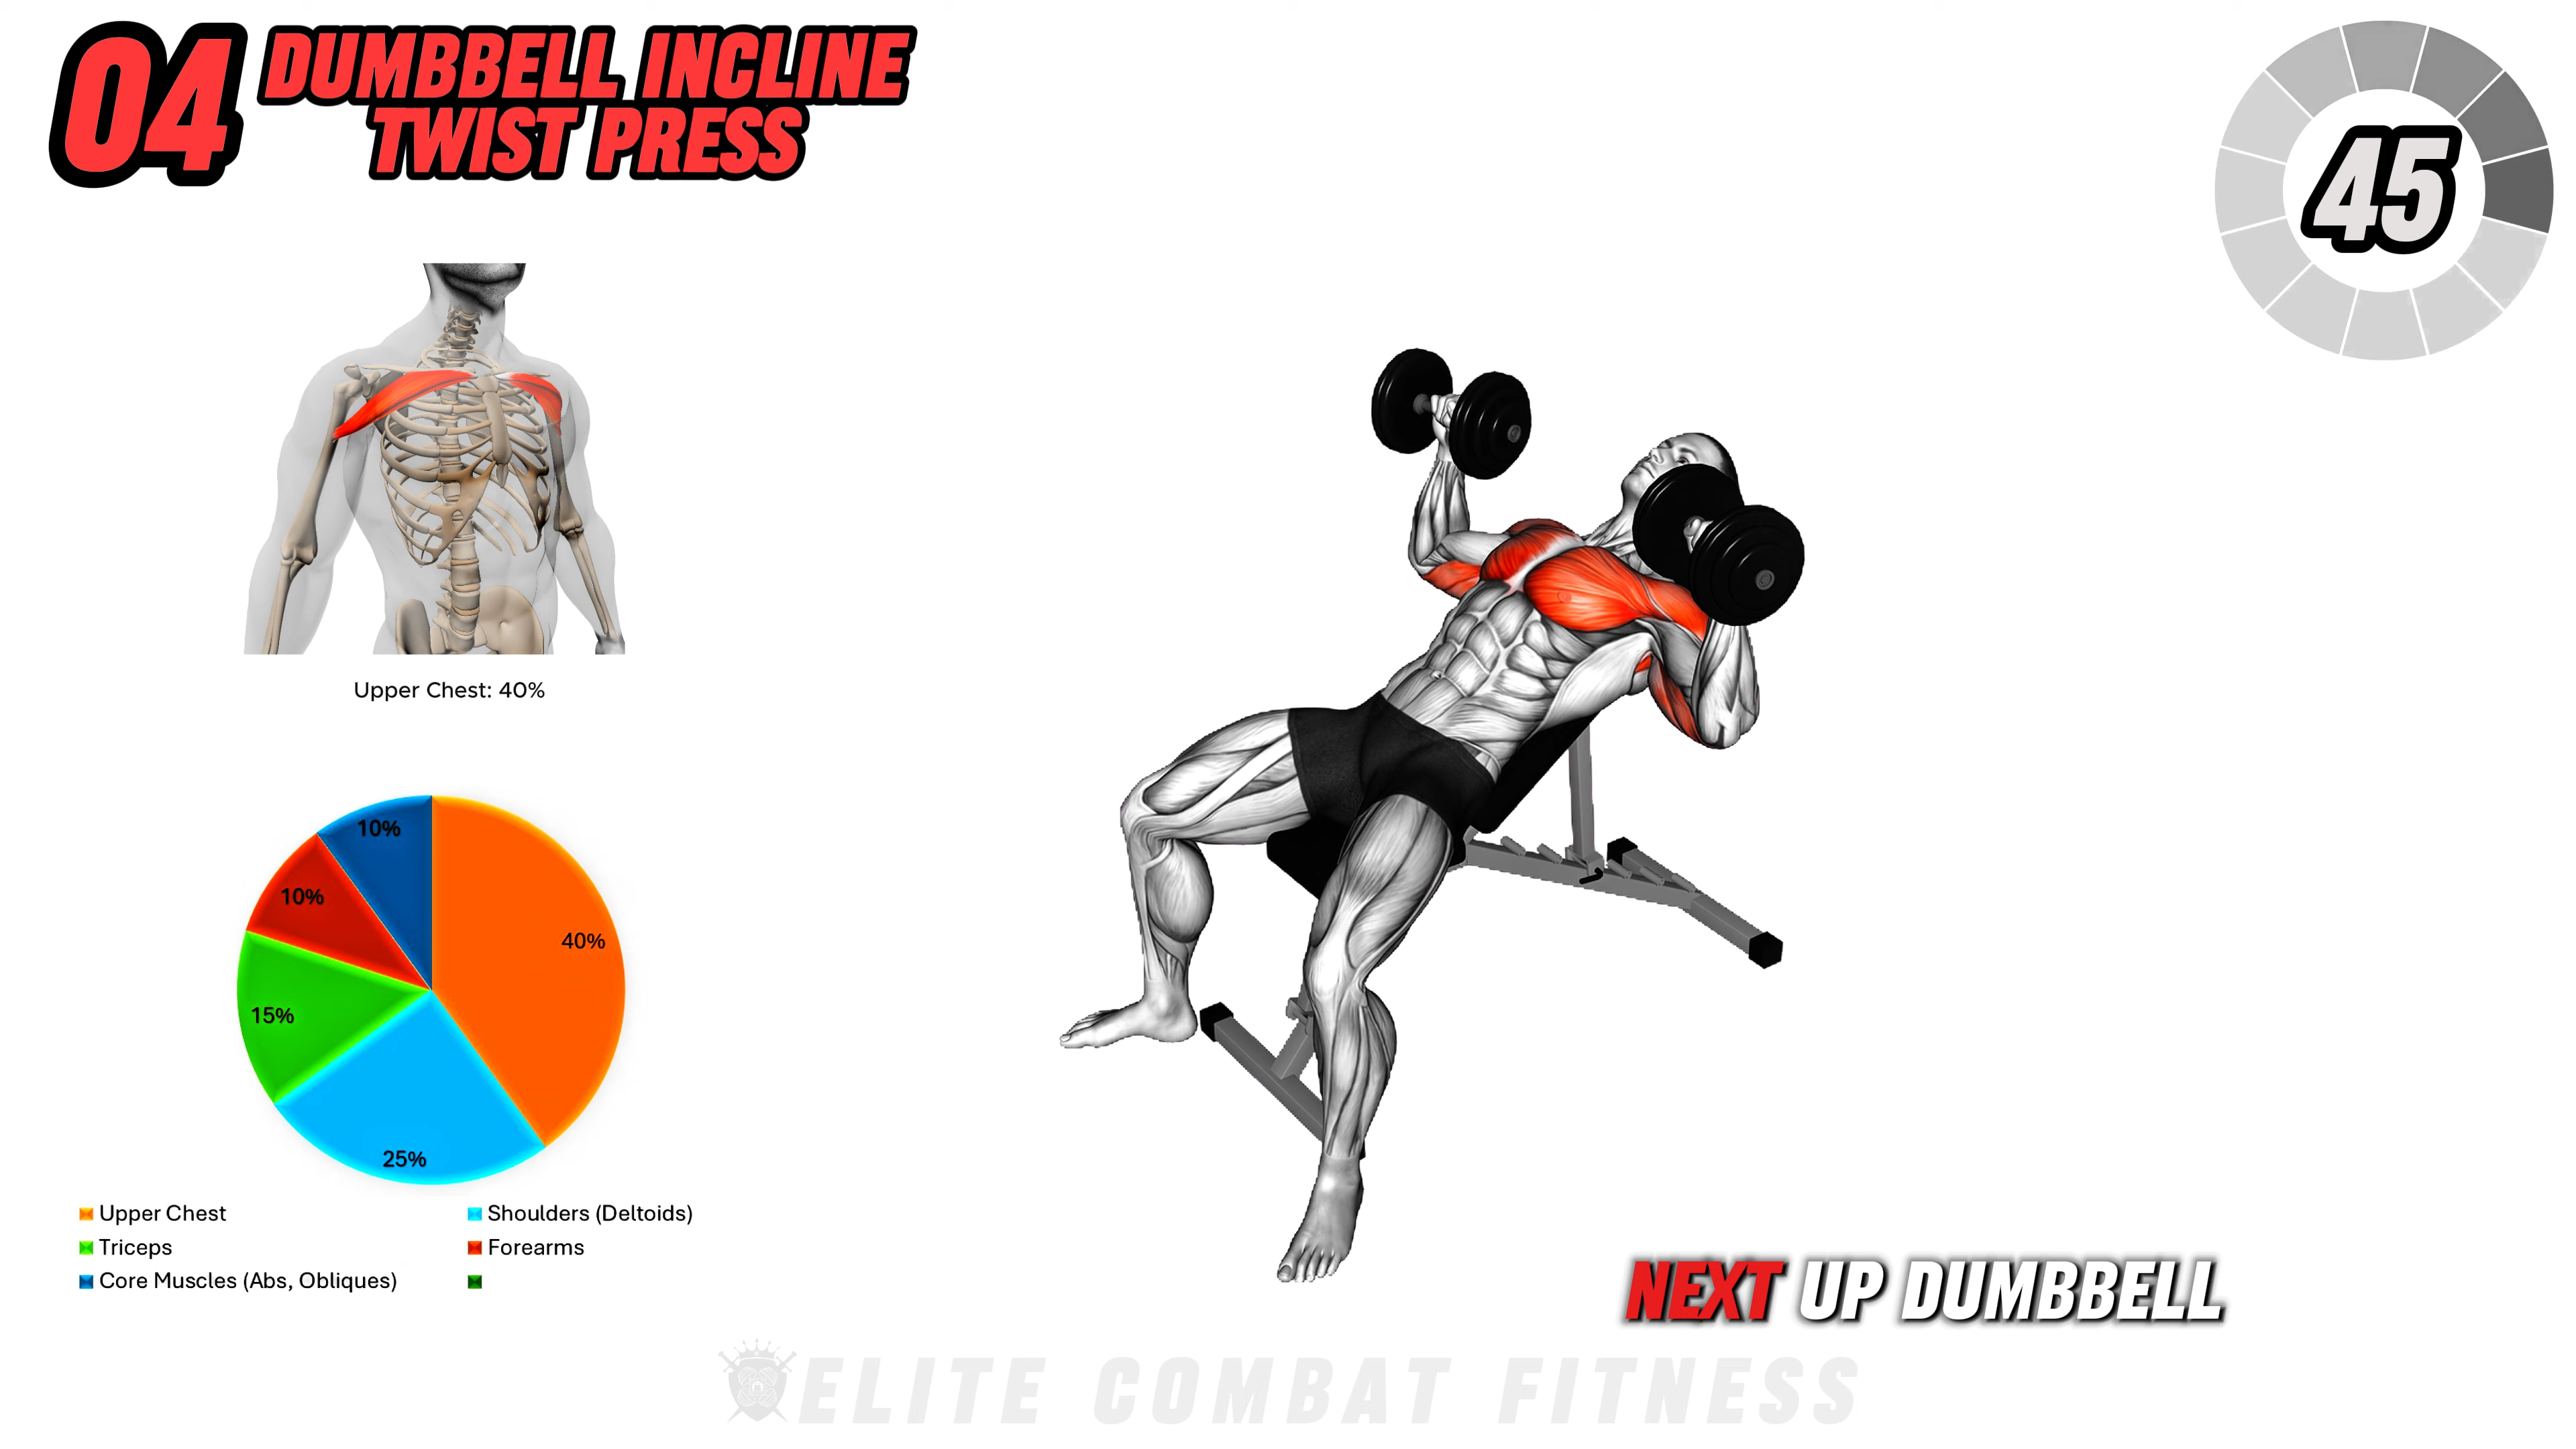 04
DUMBBELL INCLINE
TWIST PRESS
45
Upper Chest: 40%
10%
10%
40%
15%
25%
Upper Chest
Shoulders (Deltoids)
Triceps
Forearms
Core Muscles (Abs, Obliques)
NEXT UP DUMBBELL
ELITE COMBAT FITNESS